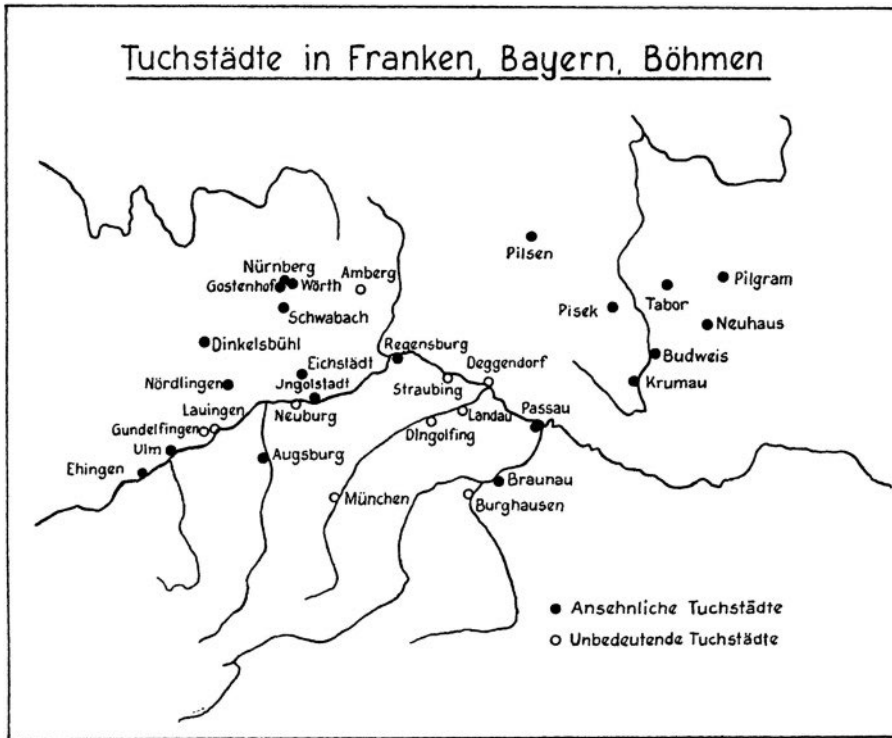 Tuchstädte in Franken, Bayern, Böhmen
Pilsen
Nürnberg
Amberg
Gostenhof
Wörth
Pilgram
Tabor
Schwabach
Pisek
Neuhaus
Dinkelsbühl
Regensburg
Budweis
Eichstädt
Deggendorf
Nördlingen
Jngolstadt
Straubing
Krumau
Lauingen
Neuburg
Landau
Passau
Gundelfingen
Dingolfing
Ulm
Augsburg
Ehingen
Braunau
München
Burghausen
Ansehnliche Tuchstädte
Unbedeutende Tuchstädte